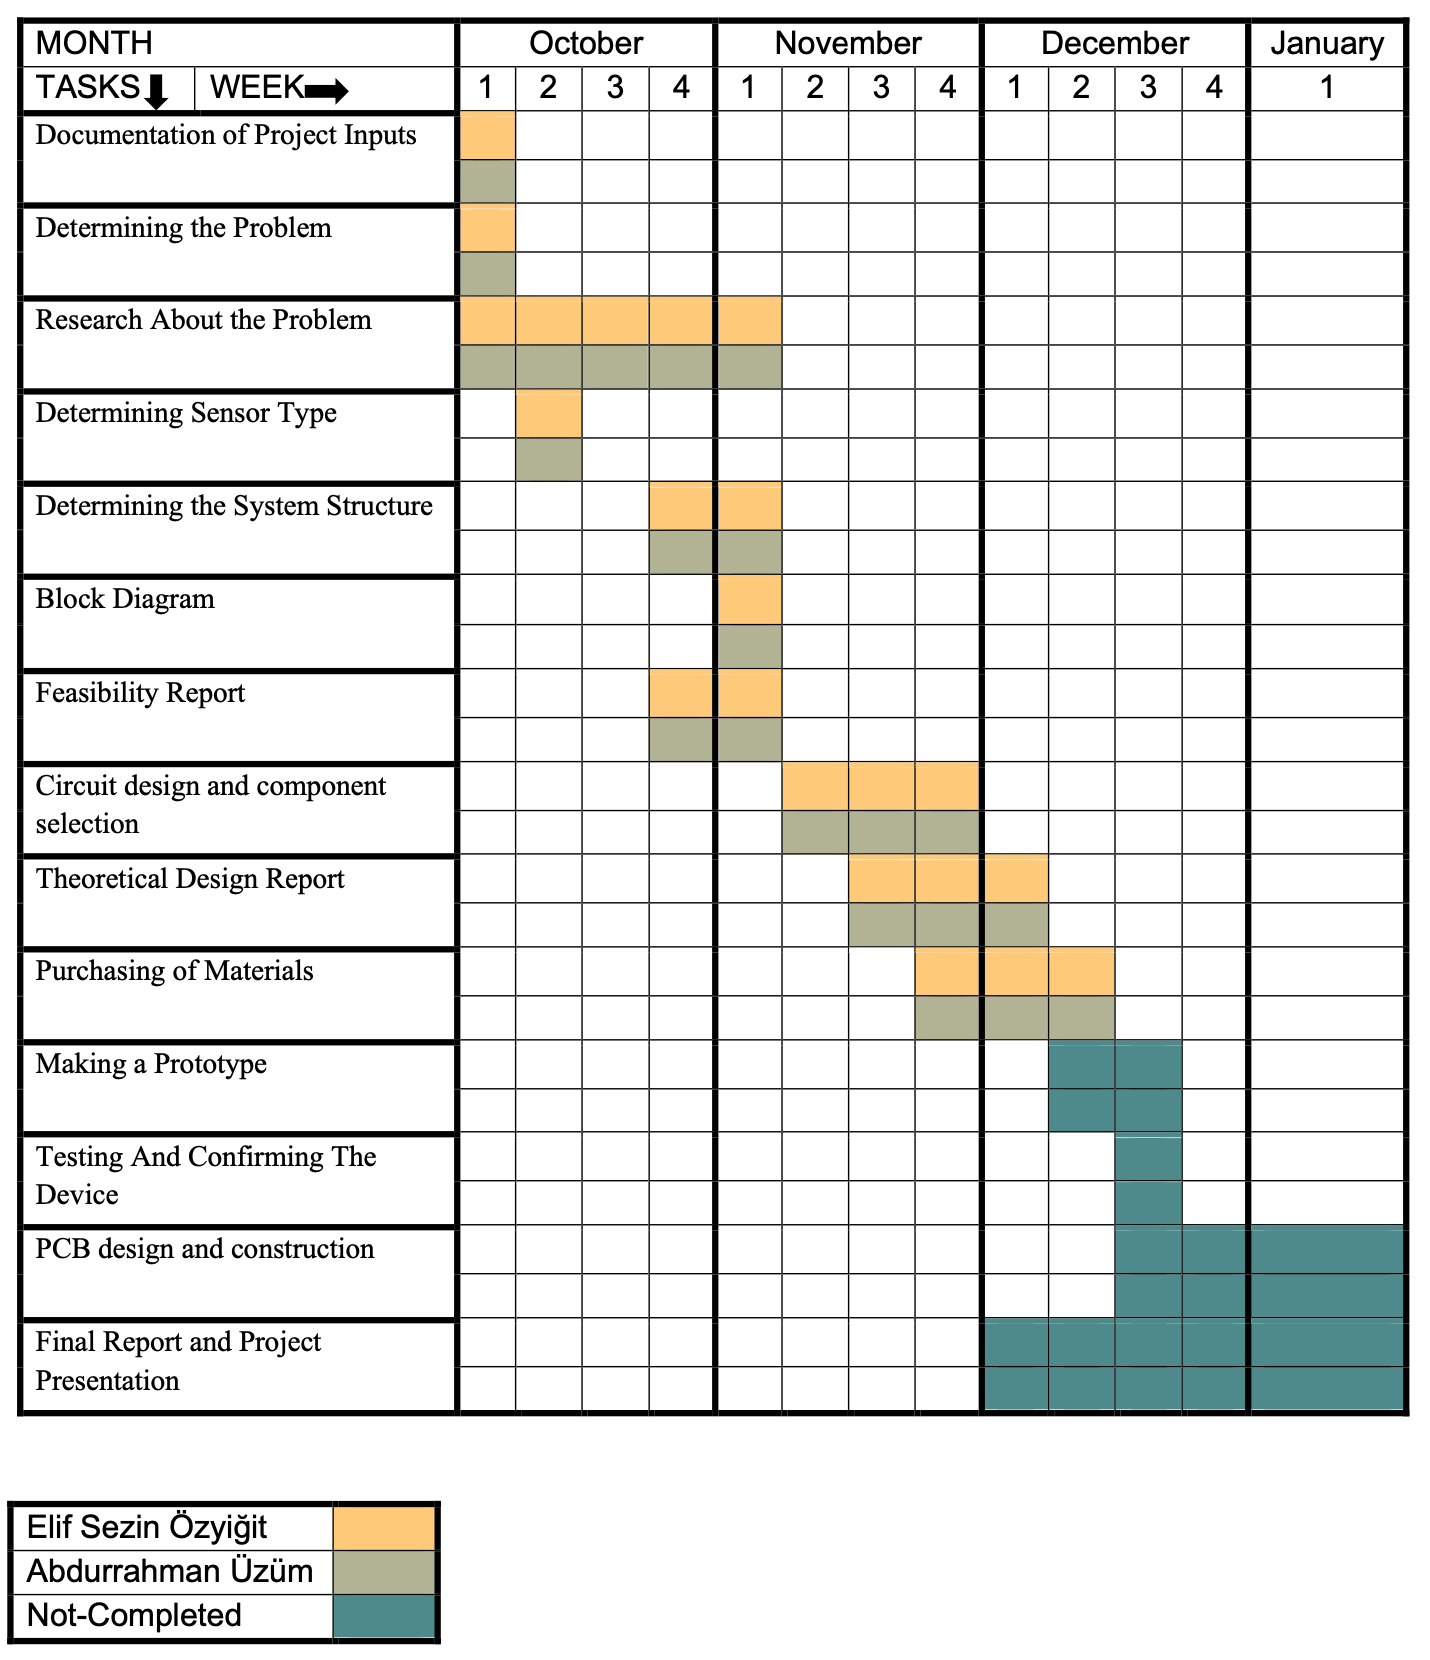 MONTH October November December January
TASKS WEEK 1 2 3 4 1 2 3 4 1 2 3 4 1
Documentation of Project Inputs
Determining the Problem
Research About the Problem
Determining Sensor Type
Determining the System Structure
Block Diagram
Feasibility Report
Circuit design and component
selection
Theoretical Design Report
Purchasing of Materials
Making a Prototype
Testing And Confirming The
Device
PCB design and construction
Final Report and Project
Presentation
Elif Sezin Özyiğit
Abdurrahman Üzüm
Not-Completed